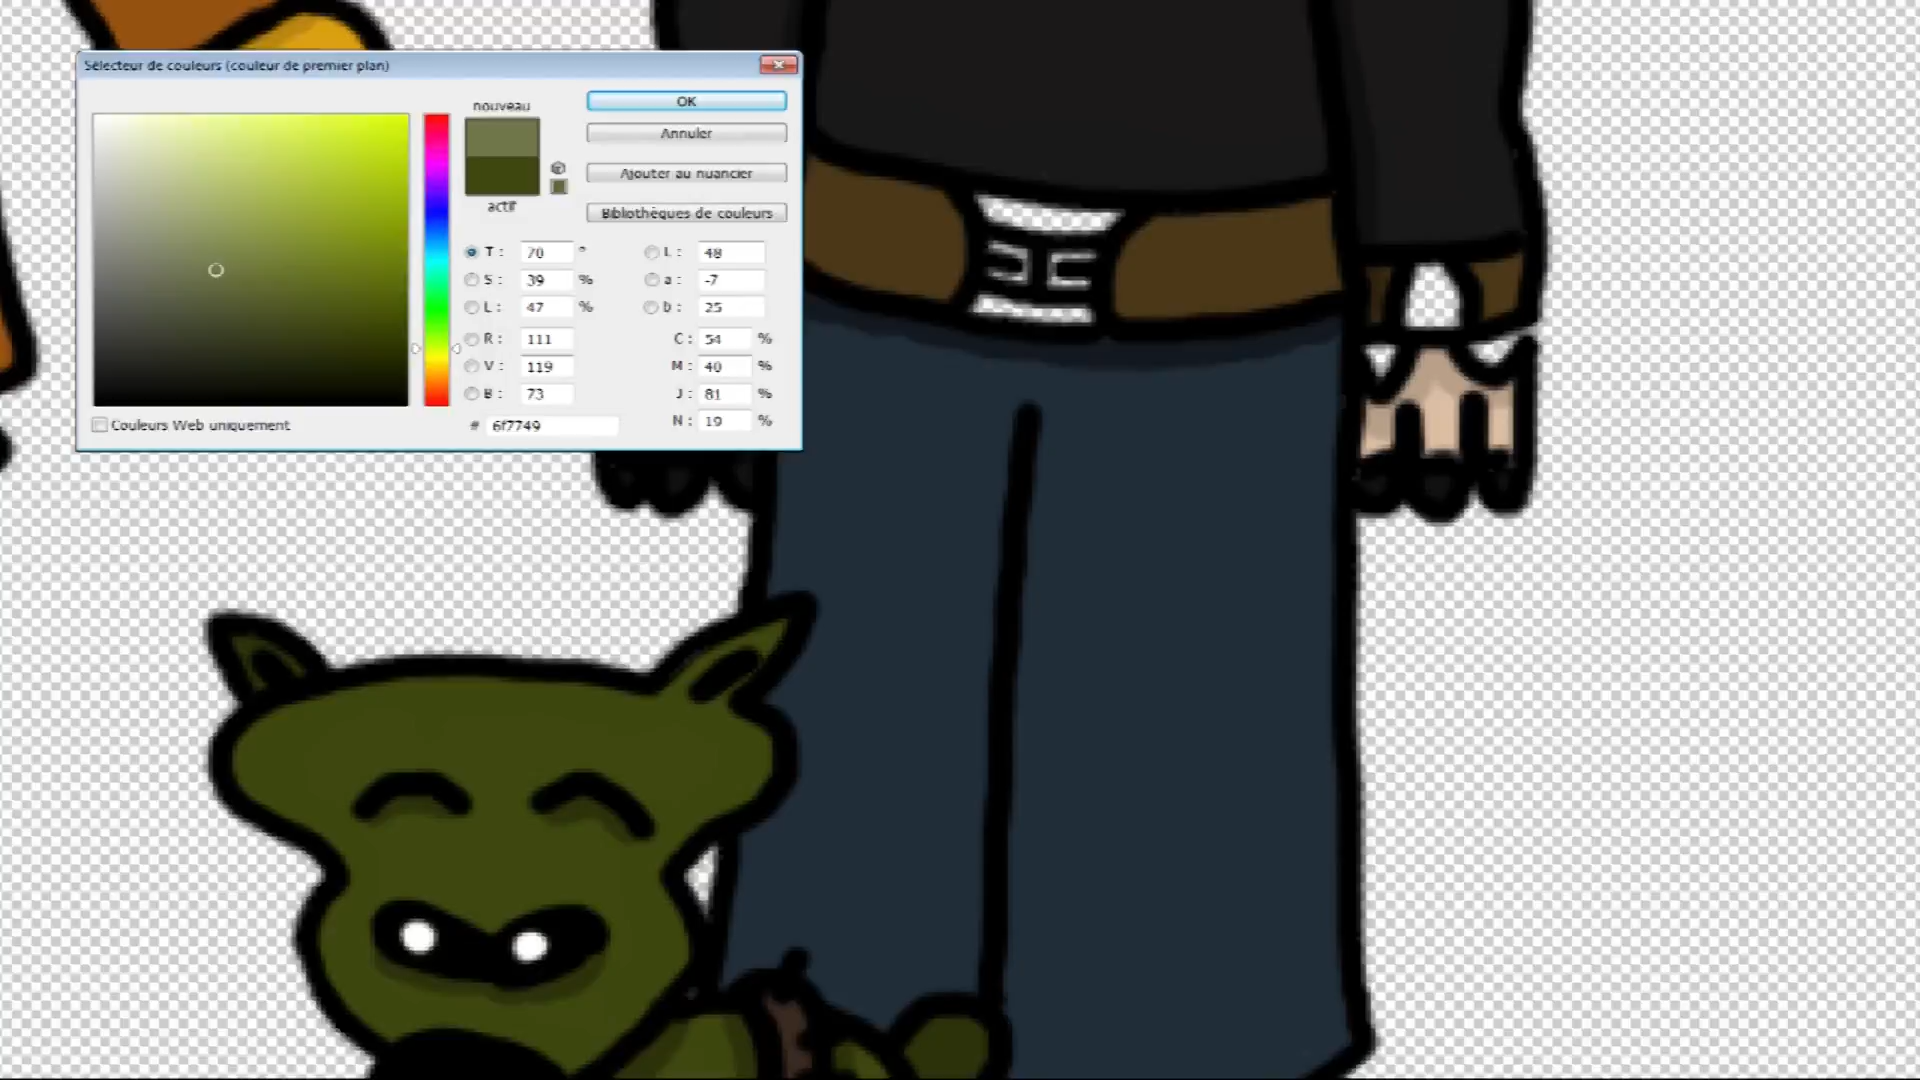 Sélecteur de couleurs (couleur de premier plan)
nouveau
actif
OK
Annuler
Ajouter au nuancier
Bibliothèques de couleurs
T : 70 °
S : 39 %
L : 47 %
R : 111
V : 119
B : 73
# 6f7749
L : 48
a : -7
b : 25
C : 54 %
M : 40 %
J : 81 %
N : 19 %
Couleurs Web uniquement